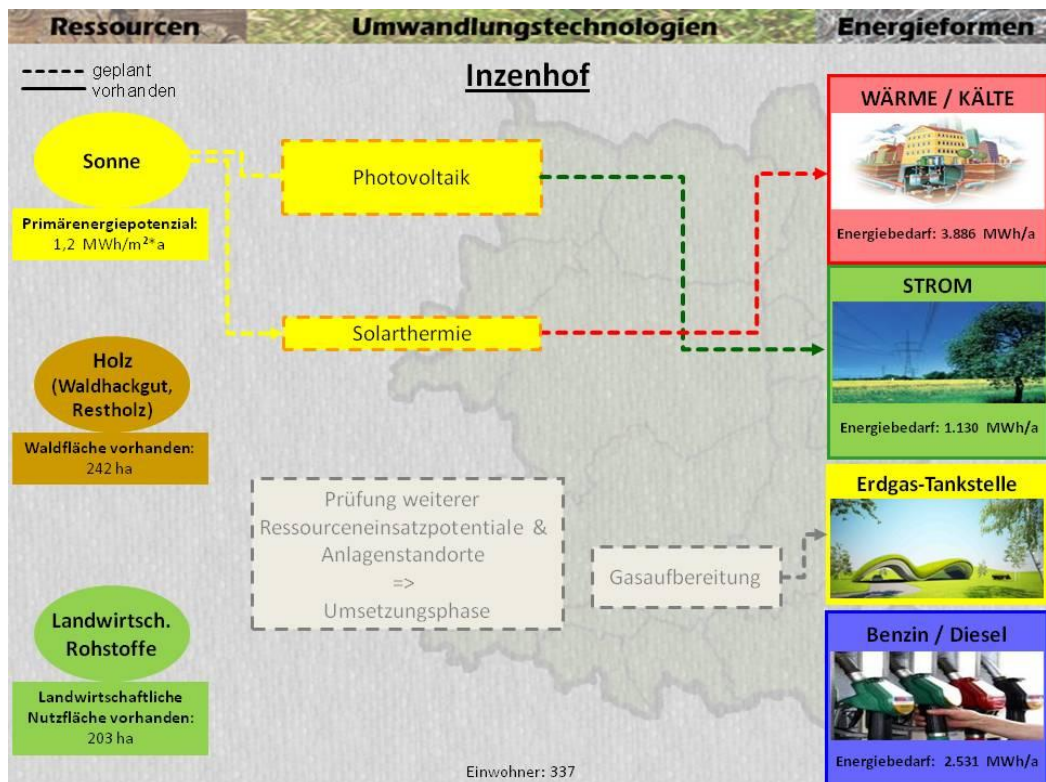 Ressourcen
Umwandlungstechnologien
Energieformen
geplant
vorhanden
Inzenhof
Sonne
Primärenergiepotenzial:
1,2 MWh/m²*a
Photovoltaik
Solarthermie
WÄRME / KÄLTE
Energiebedarf: 3.886 MWh/a
STROM
Energiebedarf: 1.130 MWh/a
Holz
(Waldhackgut,
Restholz)
Waldfläche vorhanden:
242 ha
Prüfung weiterer
Ressourceneinsatzpotentiale &
Anlagenstandorte
=>
Umsetzungsphase
Gasaufbereitung
Erdgas-Tankstelle
Landwirtsch.
Rohstoffe
Landwirtschaftliche
Nutzfläche vorhanden:
203 ha
Benzin / Diesel
Energiebedarf: 2.531 MWh/a
Einwohner: 337